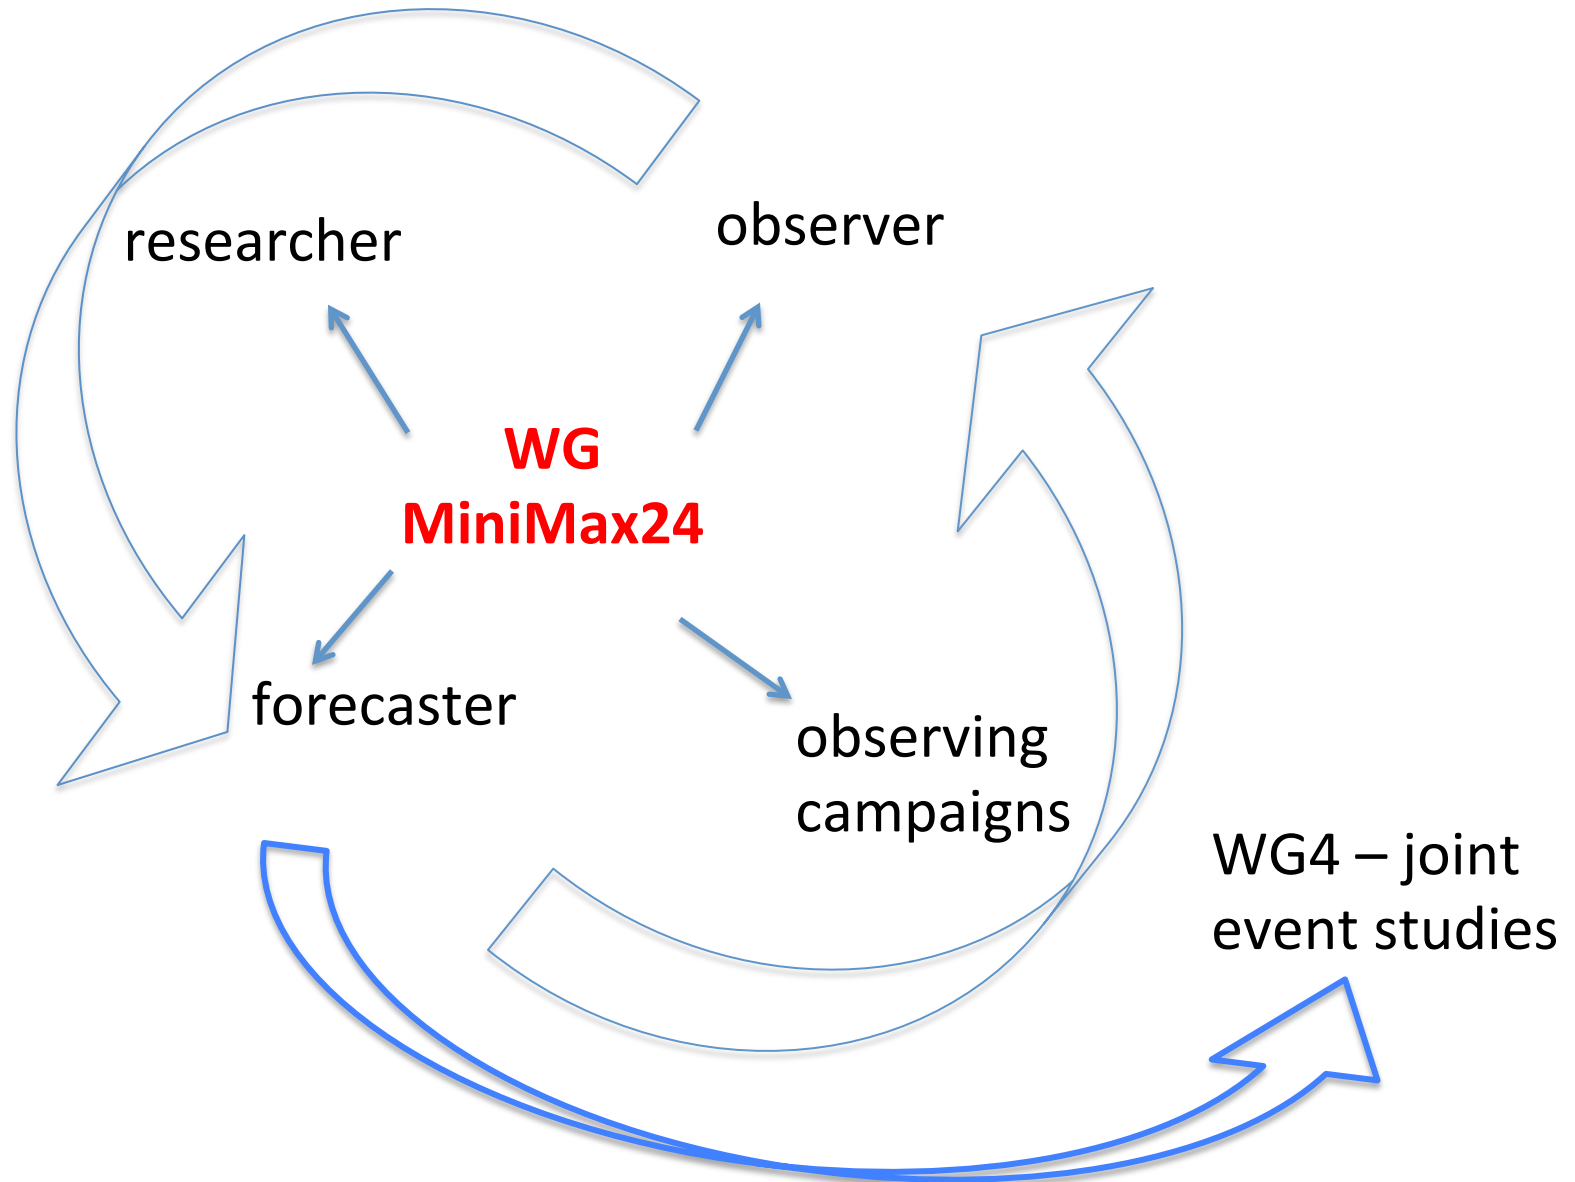 researcher
observer
WG
MiniMax24
forecaster
observing
campaigns
WG4 – joint
event studies